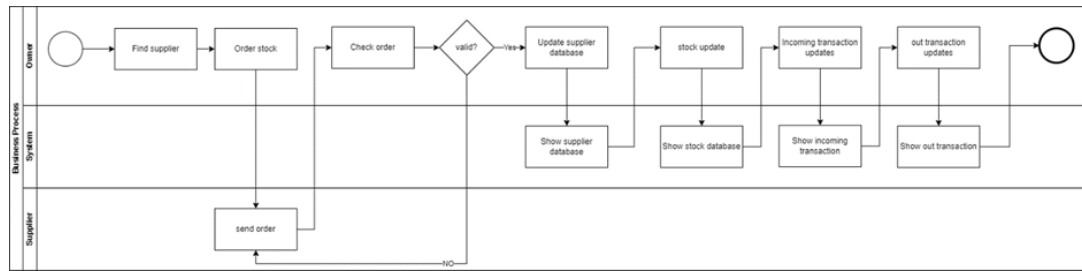 Business Process
Owner
Find supplier
Order stock
Check order
valid?
Yes
Update supplier
database
stock update
Incoming transaction
updates
out transaction
updates
System
Show supplier
database
Show stock database
Show incoming
transaction
Show out transaction
Supplier
send order
NO